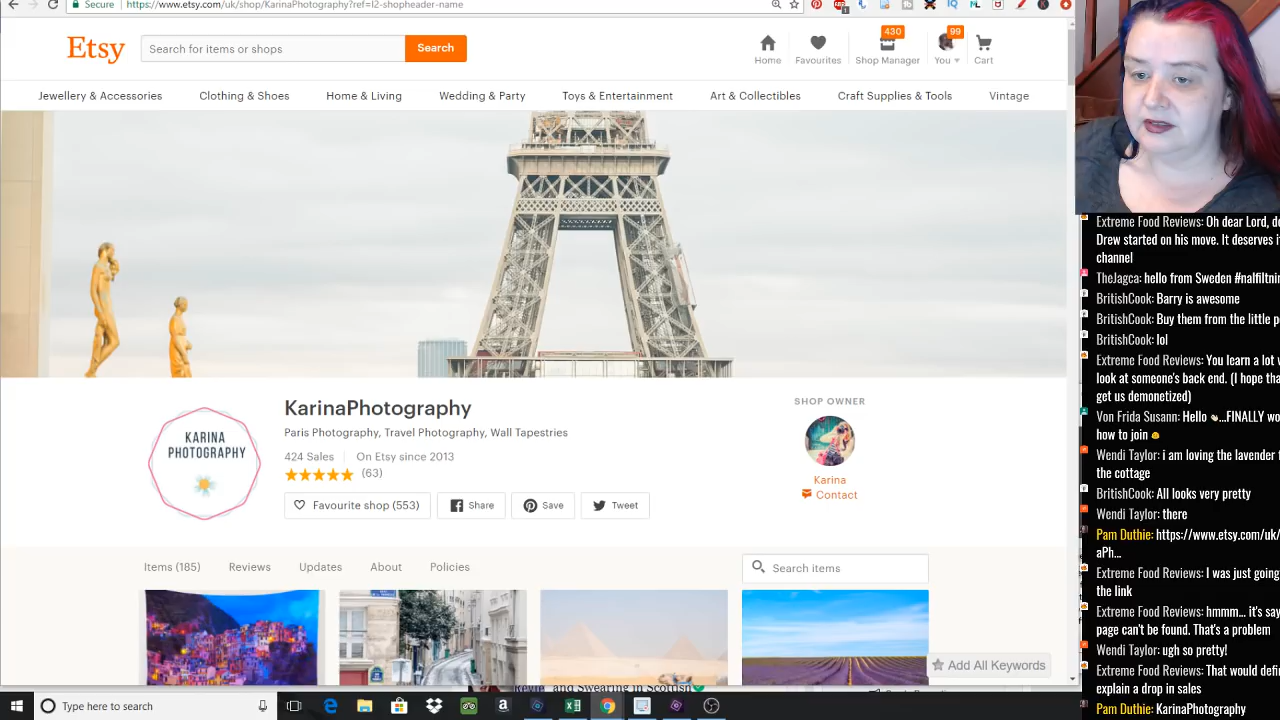 Secure
https://www.etsy.com/uk/shop/KarinaPhotography?ref=l2-shopheader-name
Etsy
Search for items or shops
Search
430
99
Home
Favourites
Shop Manager
You
Cart
Jewellery & Accessories
Clothing & Shoes
Home & Living
Wedding & Party
Toys & Entertainment
Art & Collectibles
Craft Supplies & Tools
Vintage
KARINA
PHOTOGRAPHY
KarinaPhotography
Paris Photography, Travel Photography, Wall Tapestries
424 Sales
On Etsy since 2013
(63)
Favourite shop (553)
Share
Save
Tweet
SHOP OWNER
Karina
Contact
Items (185)
Reviews
Updates
About
Policies
Search items
Add All Keywords
and Swearing in Scottish
Type here to search
Extreme Food Reviews: Oh dear Lord,
Drew started on his move. It deserves
channel
TheJagca: hello from Sweden
BritishCook: Barry is awesome
BritishCook: Buy them from the little
BritishCook: lol
Extreme Food Reviews: You learn a lot
look at someone's back end. (I hope
get us demonetized)
Von Frida Susann: Hello 👋...FINALLY
how to join
Wendi Taylor: i am loving the lavender
the cottage
BritishCook: All looks very pretty
Wendi Taylor: there
Pam Duthie: https://www.etsy.com/uk/
aPh...
Extreme Food Reviews: I was just going
the link
Extreme Food Reviews: hmmm... it's
page can't be found. That's a problem
Wendi Taylor: ugh so pretty!
Extreme Food Reviews: That would
explain a drop in sales
Pam Duthie: KarinaPhotography